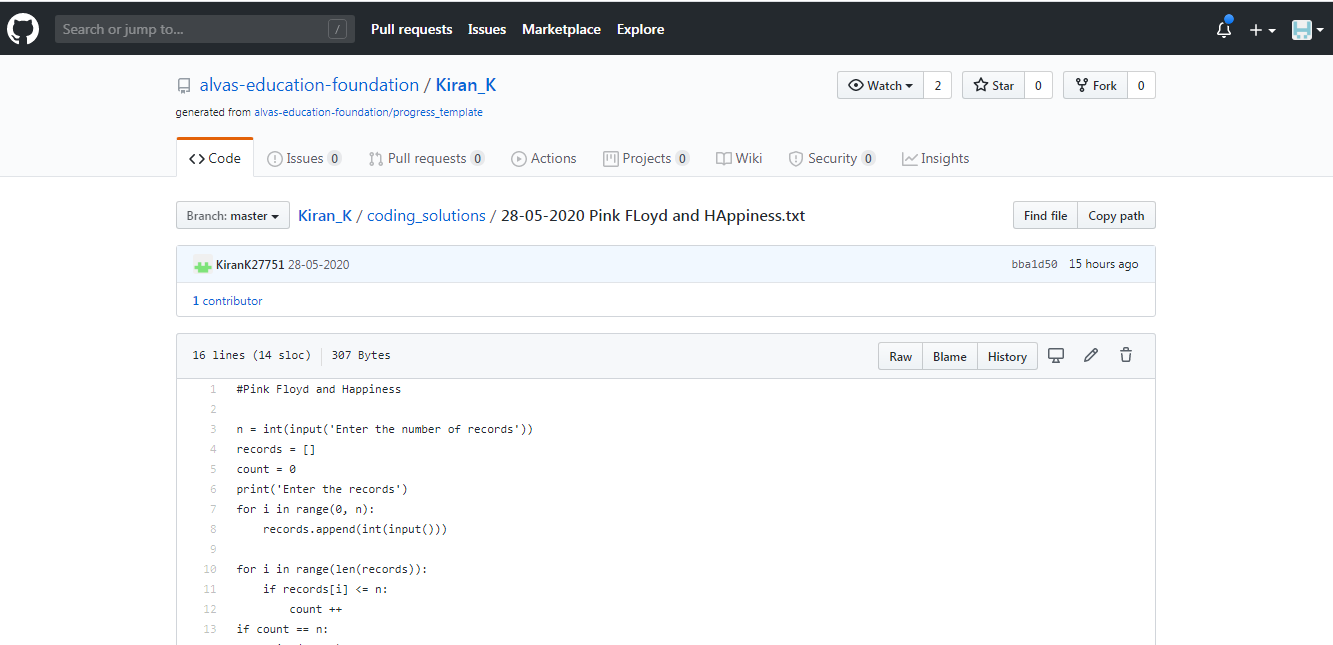 Search or jump to... /
Pull requests Issues Marketplace Explore
alvas-education-foundation / Kiran_K
Watch 2 Star 0 Fork 0
generated from alvas-education-foundation/progress_template
Code Issues 0 Pull requests 0 Actions Projects 0 Wiki Security 0 Insights
Branch: master Kiran_K / coding_solutions / 28-05-2020 Pink FLoyd and HAppiness.txt Find file Copy path
KiranK27751 28-05-2020 bba1d50 15 hours ago
1 contributor
16 lines (14 sloc) 307 Bytes Raw Blame History
1 #Pink Floyd and Happiness
2
3 n = int(input('Enter the number of records'))
4 records = []
5 count = 0
6 print('Enter the records')
7 for i in range(0, n):
8     records.append(int(input()))
9
10 for i in range(len(records)):
11     if records[i] <= n:
12         count ++
13 if count == n: